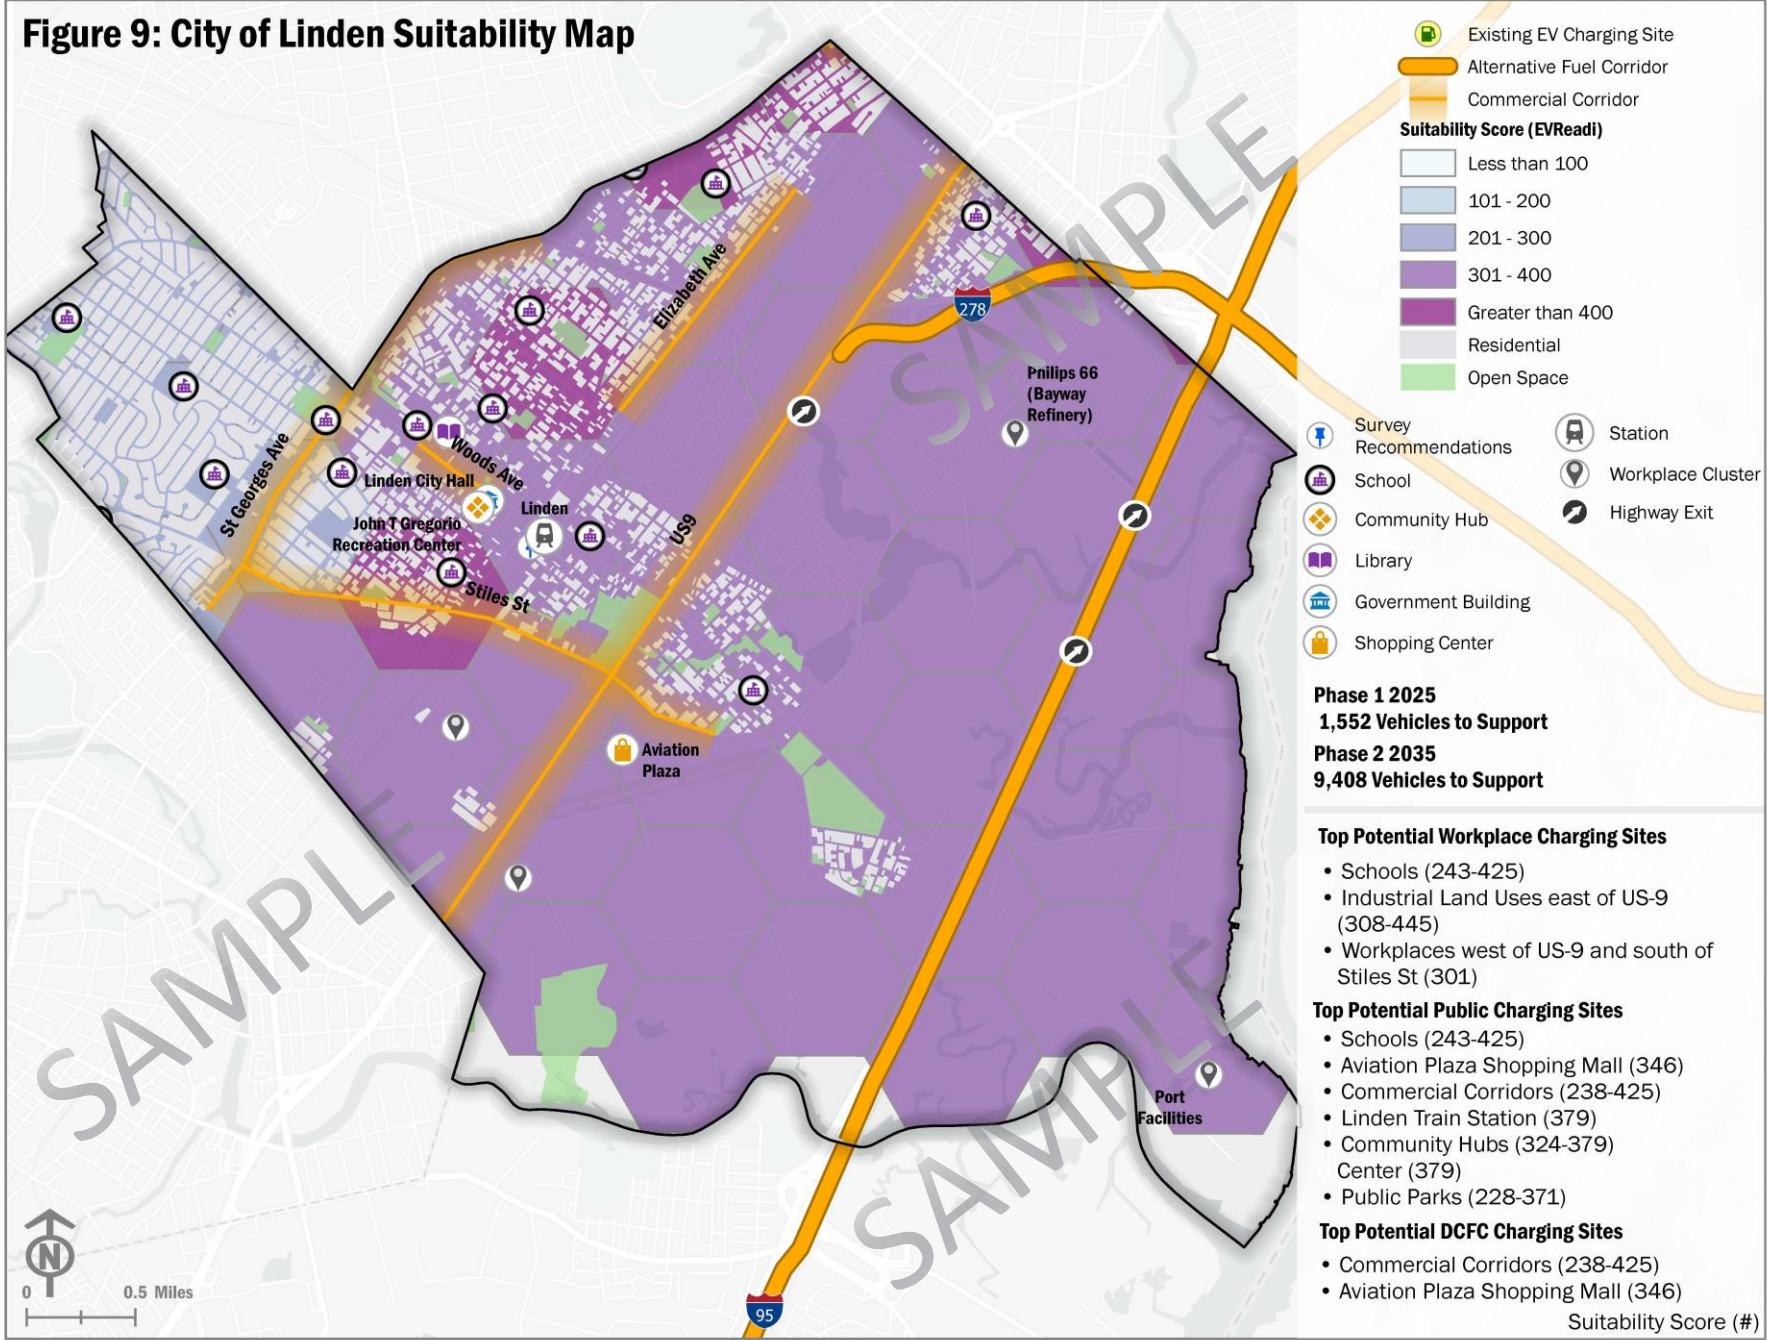 Figure 9: City of Linden Suitability Map
Existing EV Charging Site
Alternative Fuel Corridor
Commercial Corridor
Suitability Score (EVReadi)
Less than 100
101 - 200
201 - 300
301 - 400
Greater than 400
Residential
Open Space
Survey
Recommendations
School
Community Hub
Library
Government Building
Shopping Center
Station
Workplace Cluster
Highway Exit
Phase 1 2025
1,552 Vehicles to Support
Phase 2 2035
9,408 Vehicles to Support
Top Potential Workplace Charging Sites
• Schools (243-425)
• Industrial Land Uses east of US-9
(308-445)
• Workplaces west of US-9 and south of
Stiles St (301)
Top Potential Public Charging Sites
• Schools (243-425)
• Aviation Plaza Shopping Mall (346)
• Commercial Corridors (238-425)
• Linden Train Station (379)
• Community Hubs (324-379)
Center (379)
• Public Parks (228-371)
Top Potential DCFC Charging Sites
• Commercial Corridors (238-425)
• Aviation Plaza Shopping Mall (346)
Suitability Score (#)
Elizabeth Ave
278
Philips 66
(Bayway
Refinery)
St Georges Ave
Woods Ave
Linden City Hall
Linden
John T Gregorio
Recreation Center
US9
Stiles St
Aviation
Plaza
Port
Facilities
95
SAMPLE
SAMPLE
SAMPLE
N
0 0.5 Miles